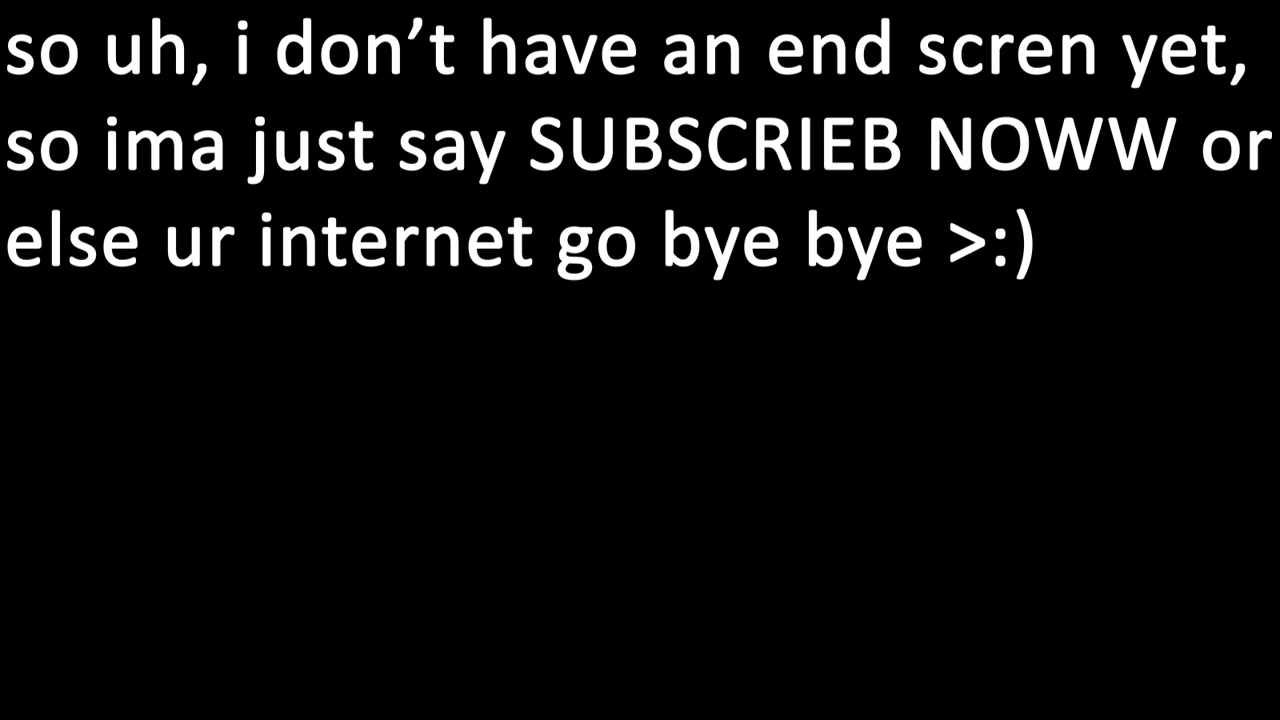 so uh, i don’t have an end scren yet,
so ima just say SUBSCRIEB NOWW or
else ur internet go bye bye >:)